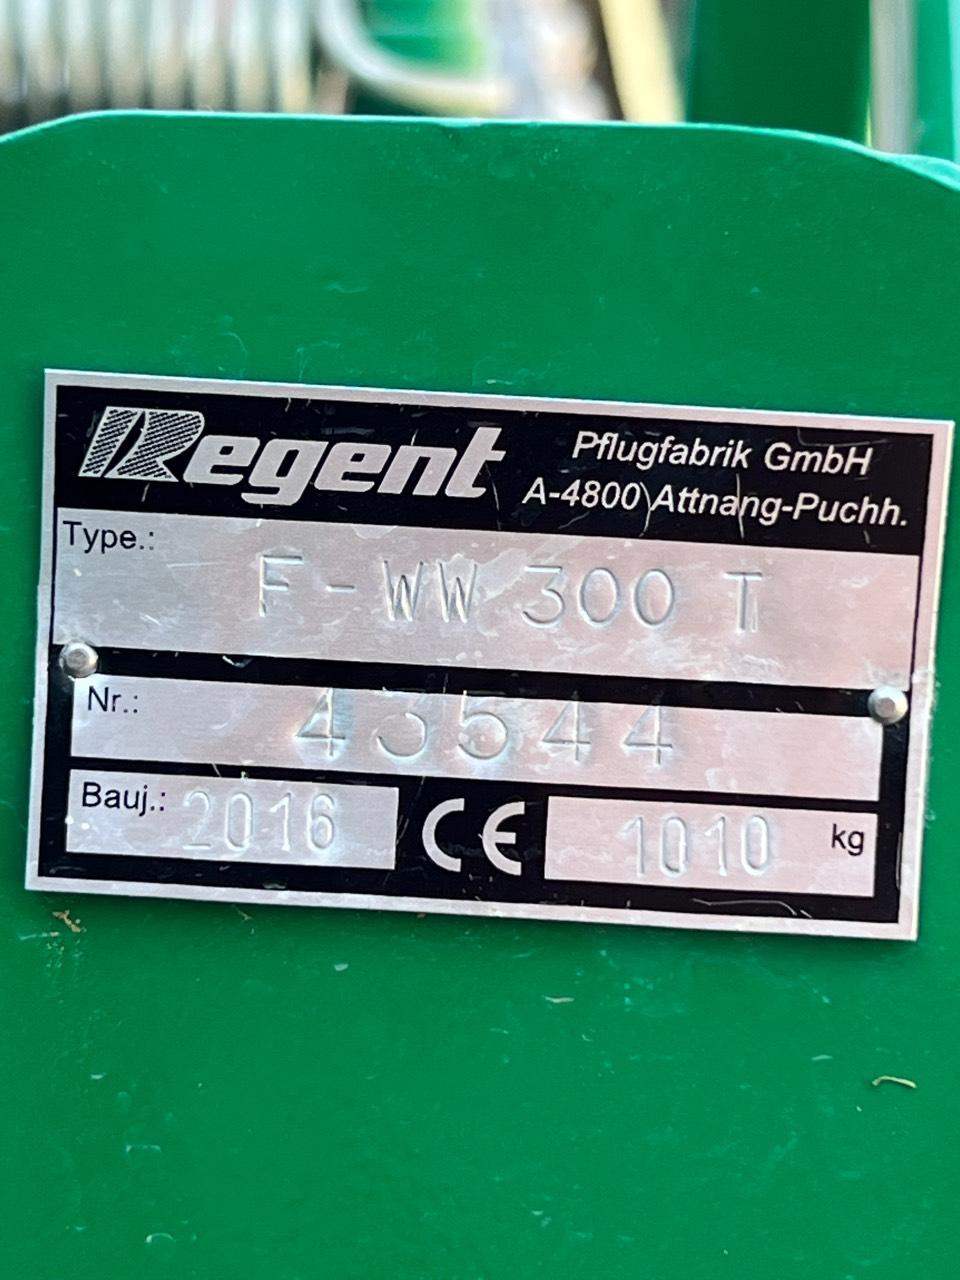 Regent
Pflugfabrik GmbH
A-4800 Attnang-Puchh.
Type.:
F-WW 300 T
Nr.: 43544
Bauj.: 2016 CE 1010 kg